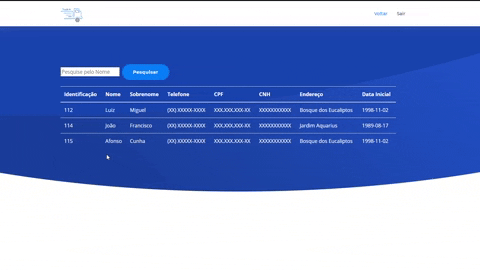 Voltar Sair
Pesquise pelo Nome Pesquisar
Identificação Nome Sobrenome Telefone CPF CNH Endereço Data Inicial
112 Luiz Miguel (XX) XXXXX-XXXX XXX.XXX.XXX-XX XXXXXXXXXXX Bosque dos Eucaliptos 1998-11-02
114 João Francisco (XX) XXXXX-XXXX XXX.XXX.XXX-XX XXXXXXXXXXX Jardim Aquarius 1989-08-17
115 Afonso Cunha (XX) XXXXX-XXXX XXX.XXX.XXX-XX XXXXXXXXXXX Bosque dos Eucaliptos 1998-11-02